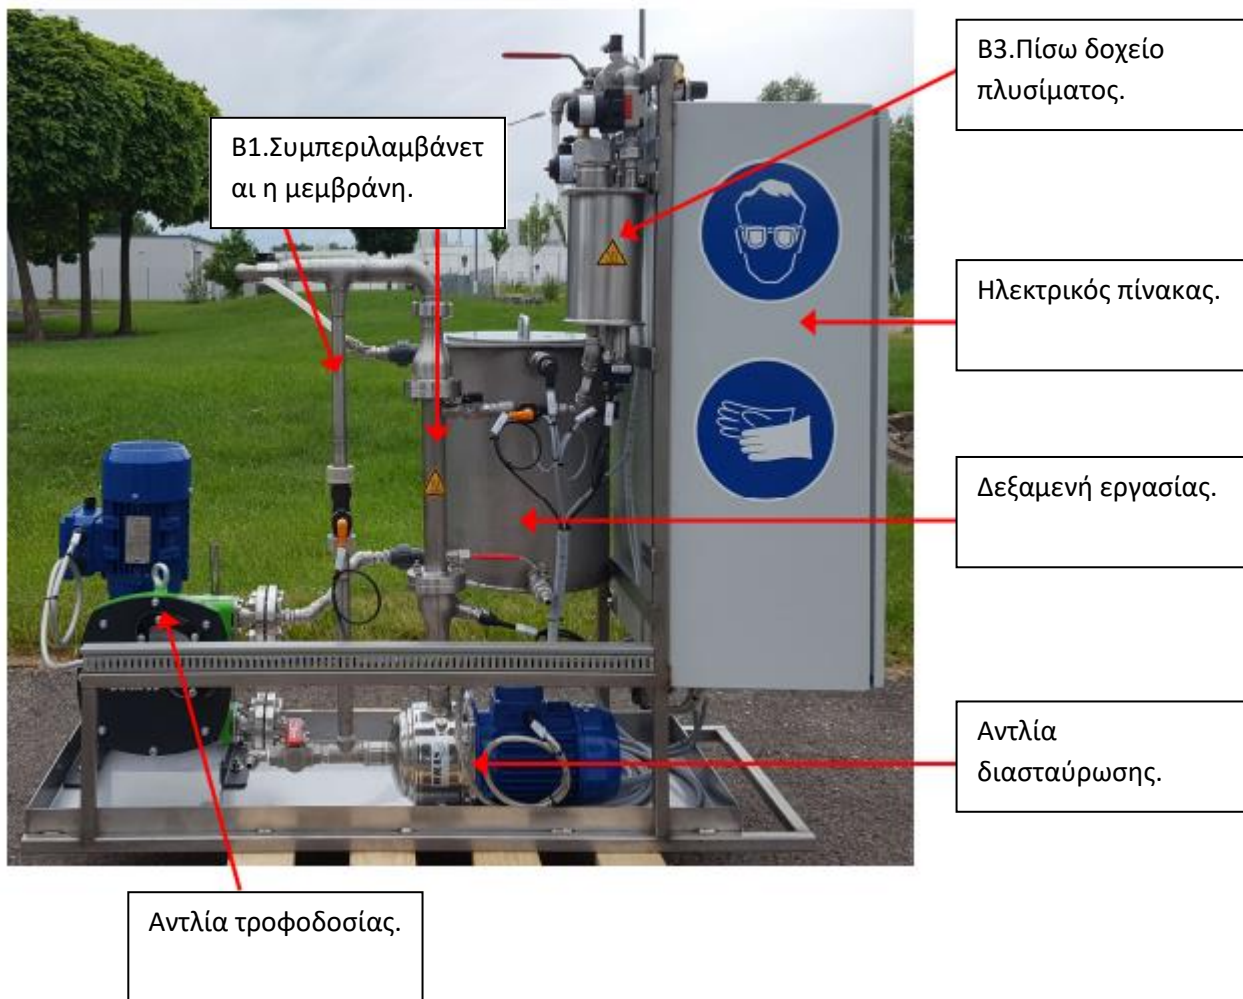 B3.Πίσω δοχείο
πλυσίματος.
B1.Συμπεριλαμβάνετ
αι η μεμβράνη.
Ηλεκτρικός πίνακας.
Δεξαμενή εργασίας.
Αντλία
διασταύρωσης.
Αντλία τροφοδοσίας.